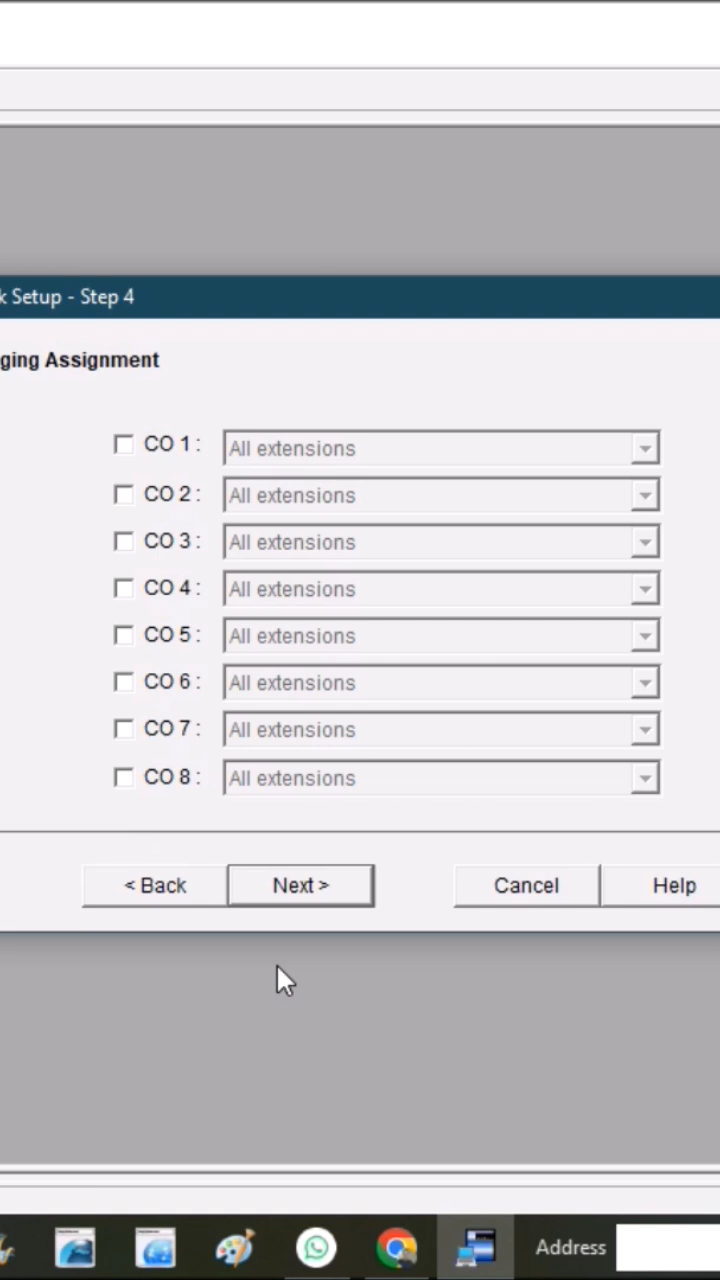 k Setup - Step 4
ging Assignment
CO 1 : All extensions
CO 2 : All extensions
CO 3 : All extensions
CO 4 : All extensions
CO 5 : All extensions
CO 6 : All extensions
CO 7 : All extensions
CO 8 : All extensions
< Back Next > Cancel Help
Address